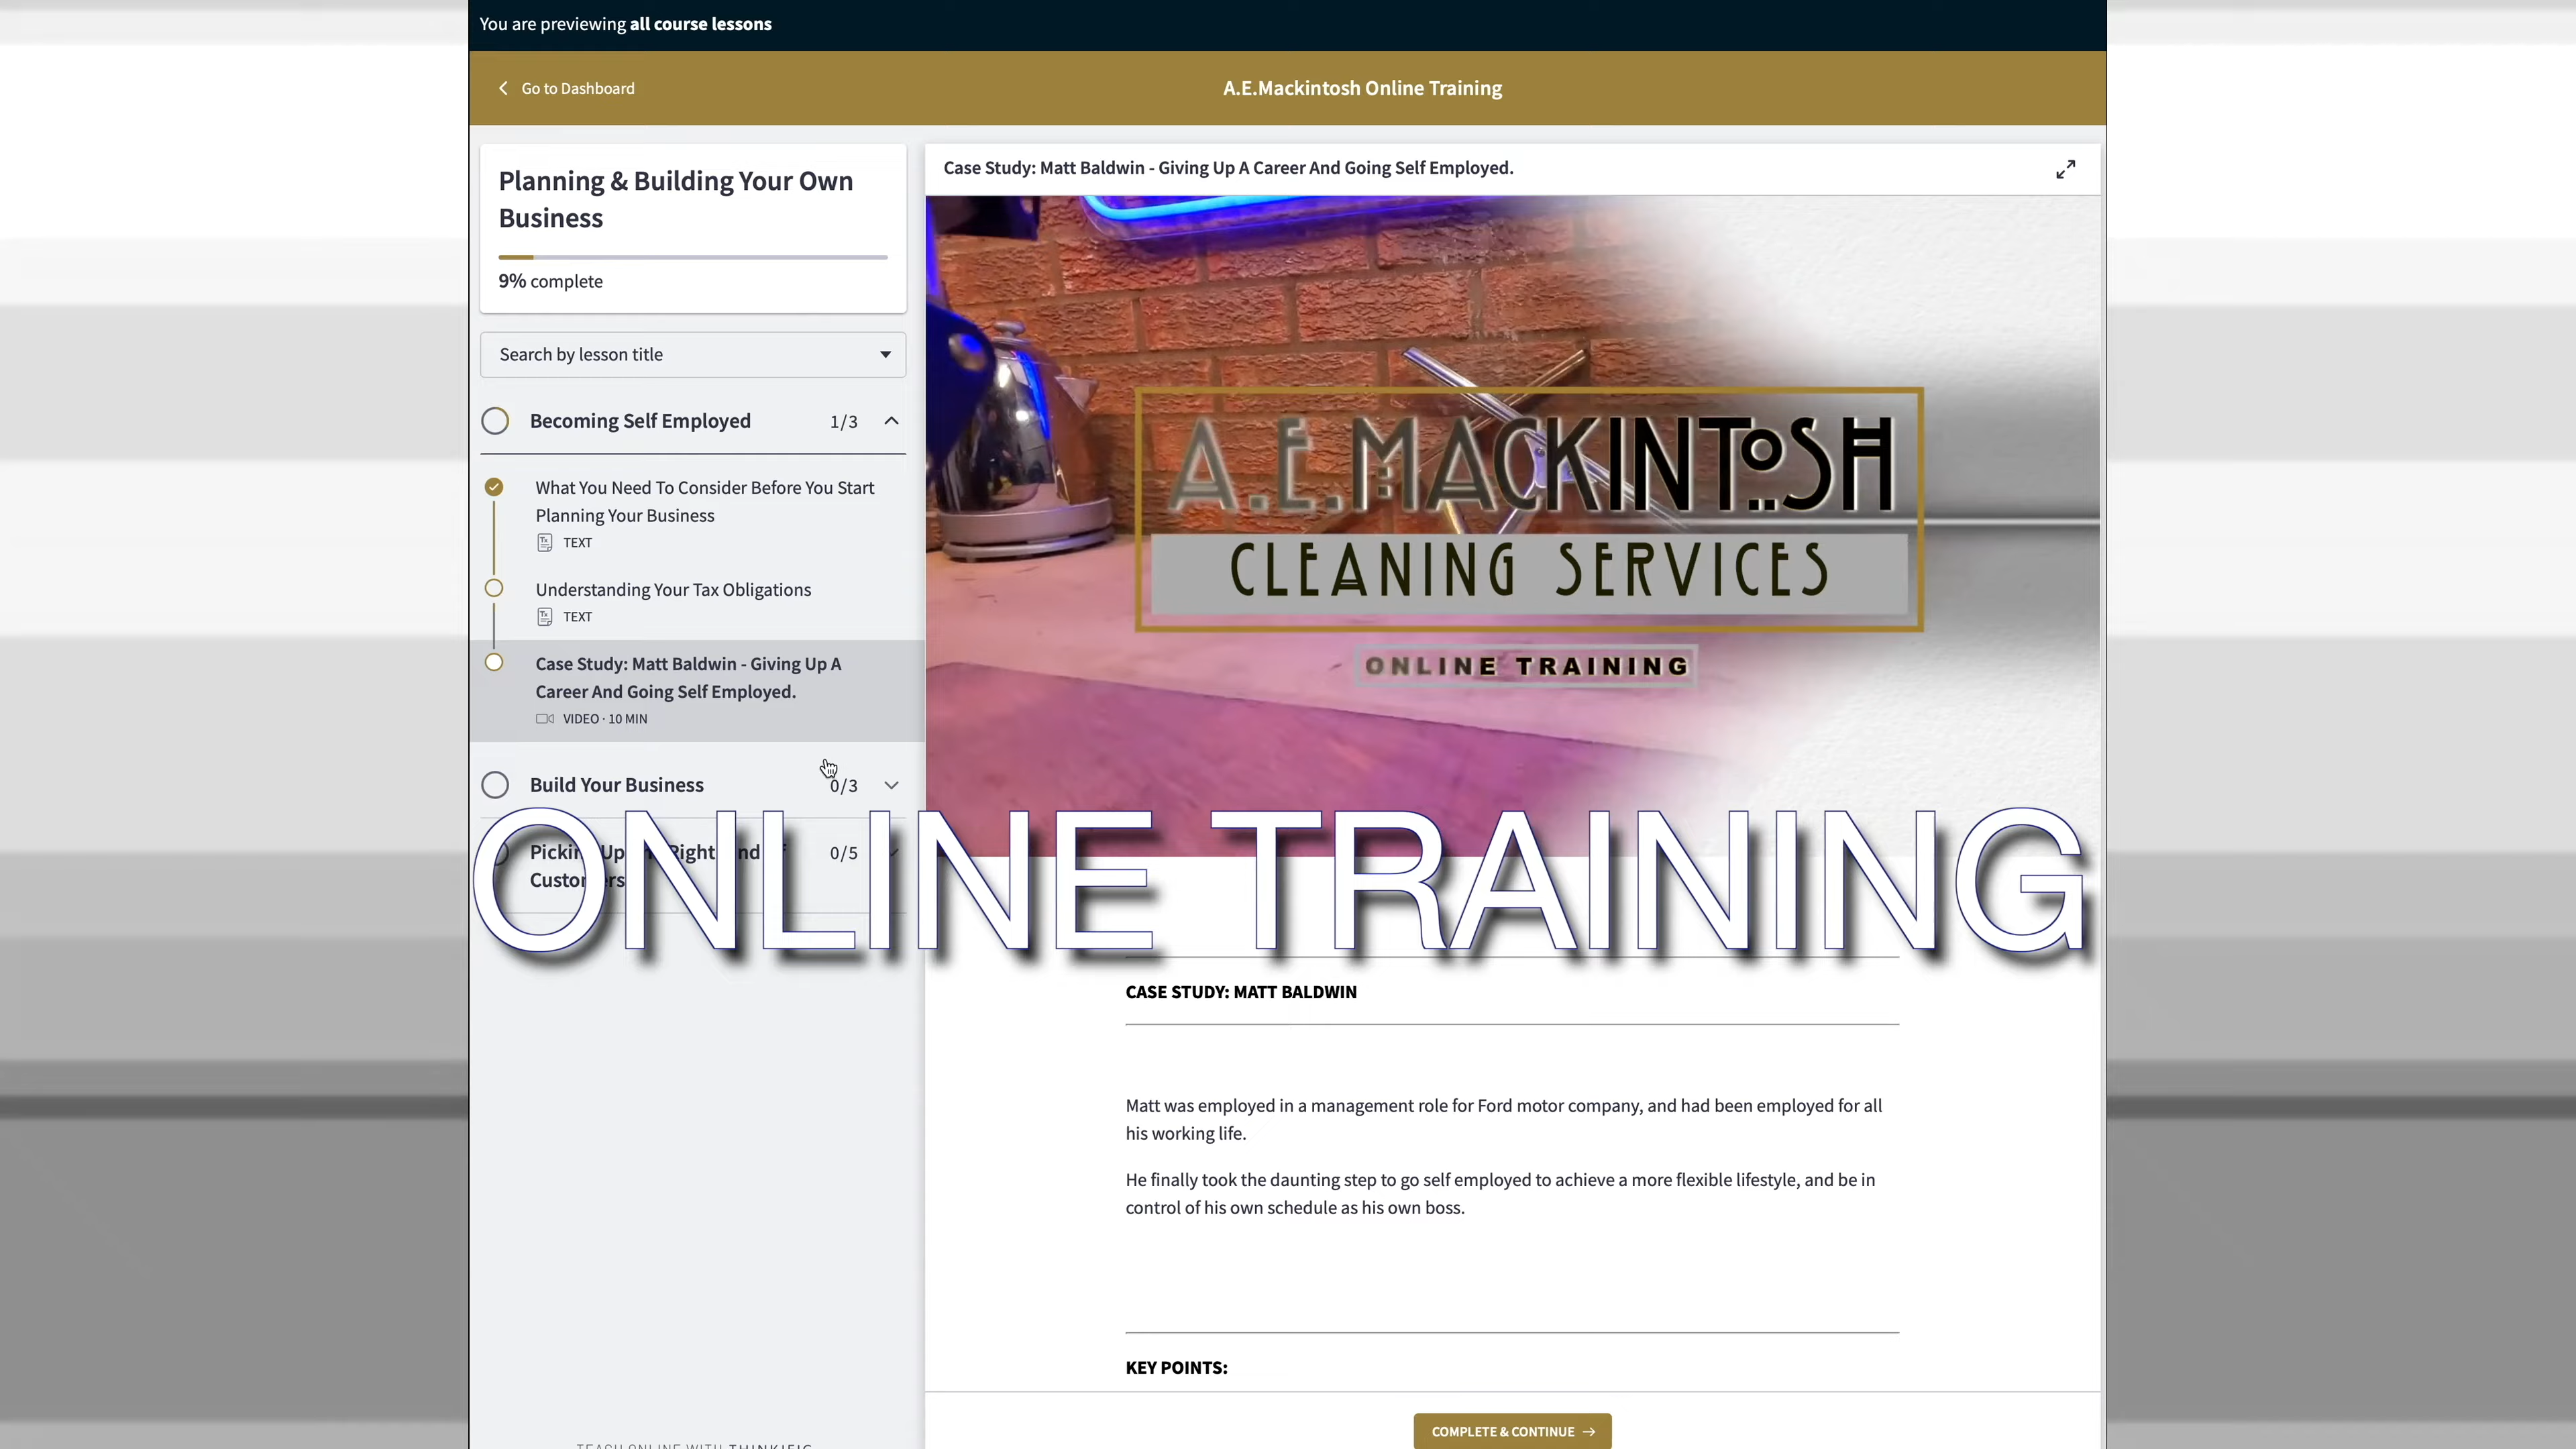 You are previewing all course lessons
Go to Dashboard
A.E.Mackintosh Online Training
Planning & Building Your Own
Business
9% complete
Search by lesson title
Becoming Self Employed 1/3
What You Need To Consider Before You Start
Planning Your Business
TEXT
Understanding Your Tax Obligations
TEXT
Case Study: Matt Baldwin - Giving Up A
Career And Going Self Employed.
VIDEO · 10 MIN
Build Your Business 0/3
Up Right 0/5
Case Study: Matt Baldwin - Giving Up A Career And Going Self Employed.
A.E.MACKINTOSH
CLEANING SERVICES
ONLINE TRAINING
ONLINE TRAINING
CASE STUDY: MATT BALDWIN
Matt was employed in a management role for Ford motor company, and had been employed for all
his working life.
He finally took the daunting step to go self employed to achieve a more flexible lifestyle, and be in
control of his own schedule as his own boss.
KEY POINTS:
COMPLETE & CONTINUE →
TEACH ONLINE WITH THINKIFIC